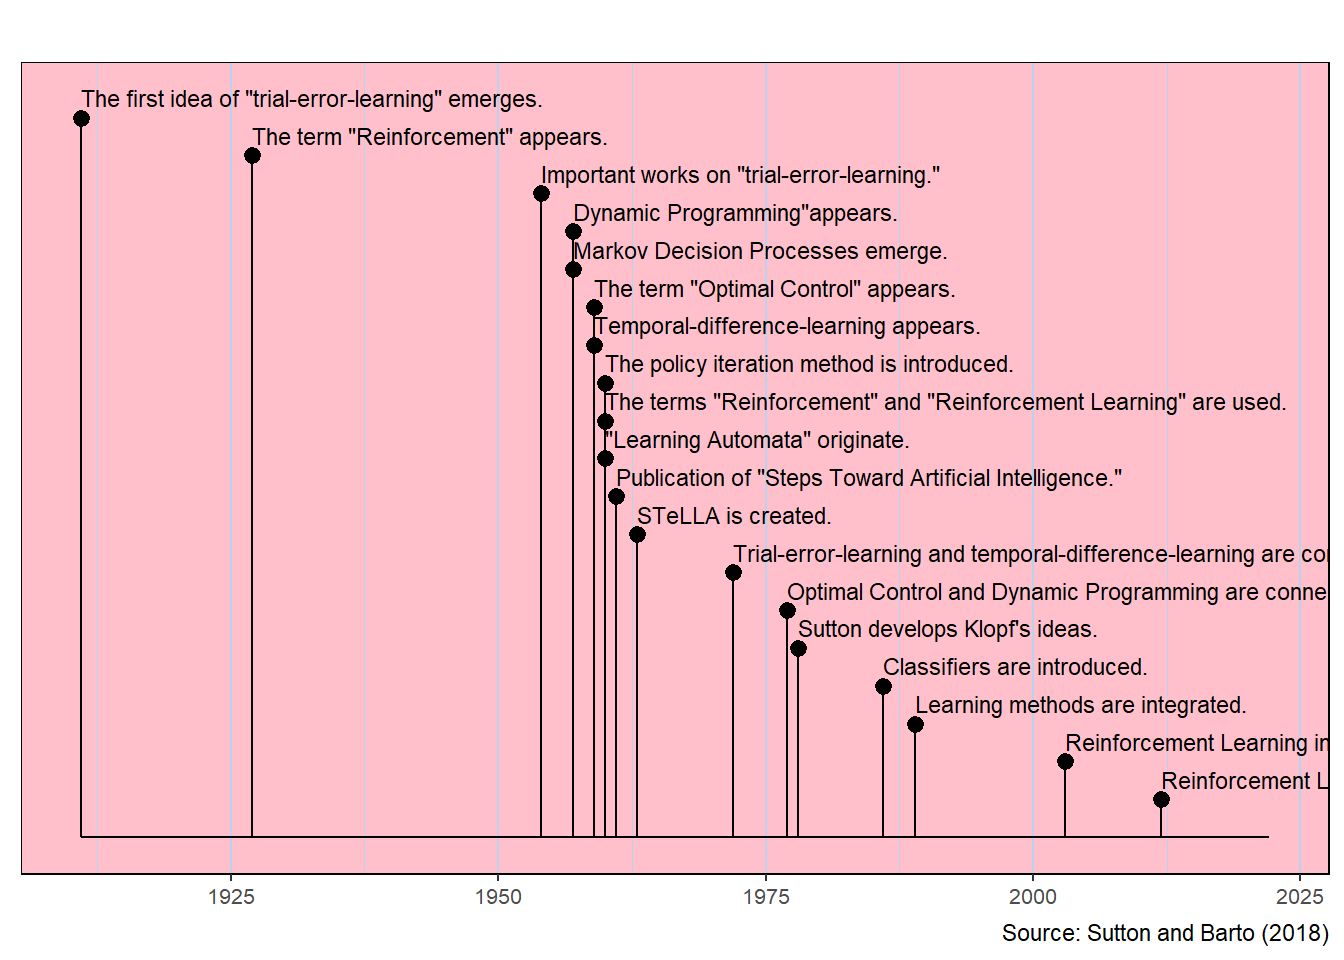 The first idea of "trial-error-learning" emerges.
The term "Reinforcement" appears.
Important works on "trial-error-learning."
Dynamic Programming"appears.
Markov Decision Processes emerge.
The term "Optimal Control" appears.
Temporal-difference-learning appears.
The policy iteration method is introduced.
The terms "Reinforcement" and "Reinforcement Learning" are used.
"Learning Automata" originate.
Publication of "Steps Toward Artificial Intelligence."
STeLLA is created.
Trial-error-learning and temporal-difference-learning are
Optimal Control and Dynamic Programming are
Sutton develops Klopf's ideas.
Classifiers are introduced.
Learning methods are integrated.
Reinforcement Learning in
Reinforcement
1925 1950 1975 2000 2025
Source: Sutton and Barto (2018)